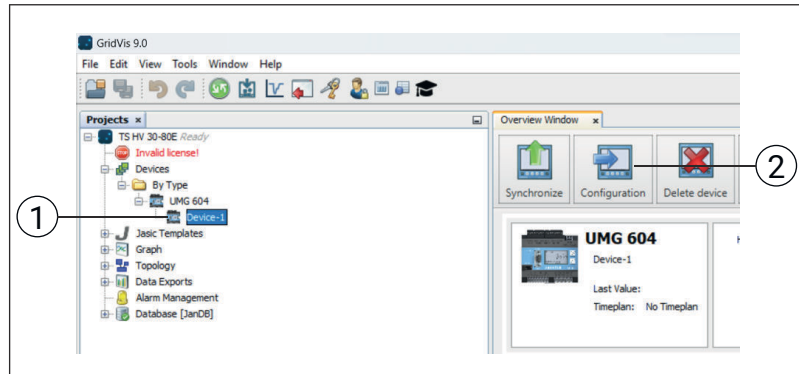 GridVis 9.0
File Edit View Tools Window Help
Projects x
TS HV 30-80E Ready
Invalid license!
Devices
By Type
UMG 604
Device-1
Jasic Templates
Graph
Topology
Data Exports
Alarm Management
Database [JanDB]
1
Overview Window x
Synchronize Configuration Delete device
2
UMG 604
Device-1
Last Value:
Timeplan: No Timeplan